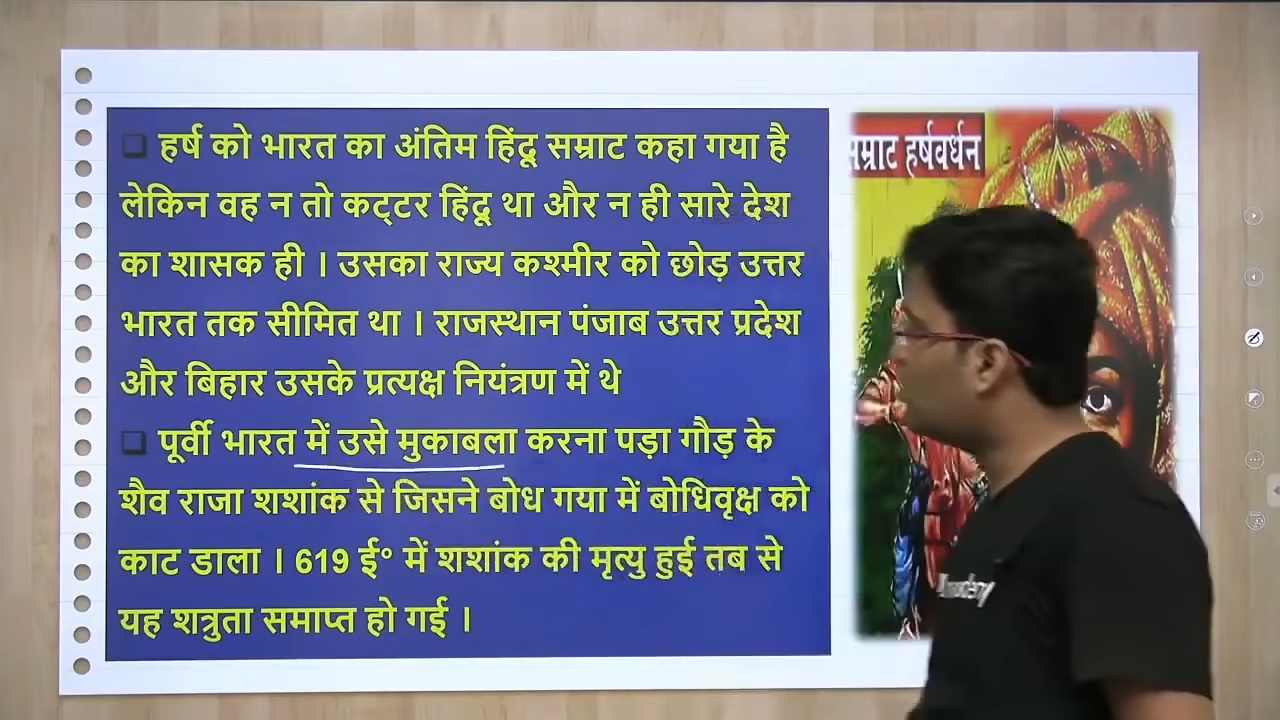 ❑ हर्ष को भारत का अंतिम हिंदू सम्राट कहा गया है
लेकिन वह न तो कट्टर हिंदू था और न ही सारे देश
का शासक ही । उसका राज्य कश्मीर को छोड़ उत्तर
भारत तक सीमित था । राजस्थान पंजाब उत्तर प्रदेश
और बिहार उसके प्रत्यक्ष नियंत्रण में थे
❑ पूर्वी भारत में उसे मुकाबला करना पड़ा गौड़ के
शैव राजा शशांक से जिसने बोध गया में बोधिवृक्ष को
काट डाला । 619 ई° में शशांक की मृत्यु हुई तब से
यह शत्रुता समाप्त हो गई ।
सम्राट हर्षवर्धन